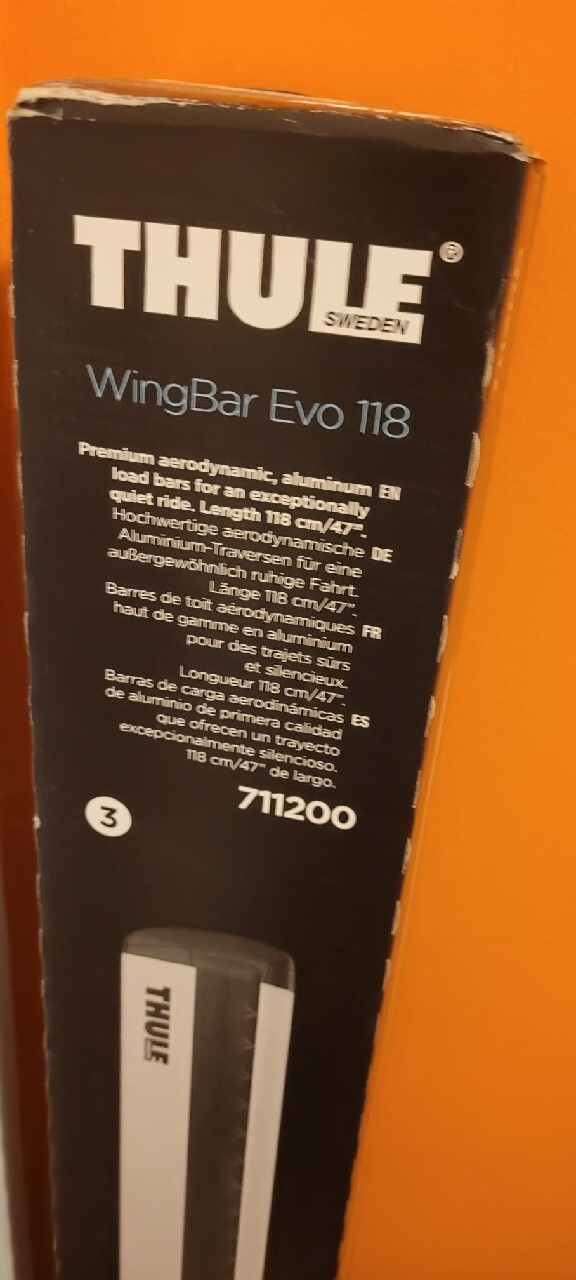 THULE®
SWEDEN
WingBar Evo 118
Premium aerodynamic, aluminum EN
load bars for an exceptionally
quiet ride. Length 118 cm/47".
Hochwertige aerodynamische DE
Aluminium-Traversen für eine
außergewöhnlich ruhige Fahrt.
Länge 118 cm/47".
Barres de toit aérodynamiques FR
haut de gamme en aluminium
pour des trajets sûrs
et silencieux.
Longueur 118 cm/47".
Barras de carga aerodinámicas ES
de aluminio de primera calidad
que ofrecen un trayecto
excepcionalmente silencioso.
118 cm/47" de largo.
711200
3
THULE